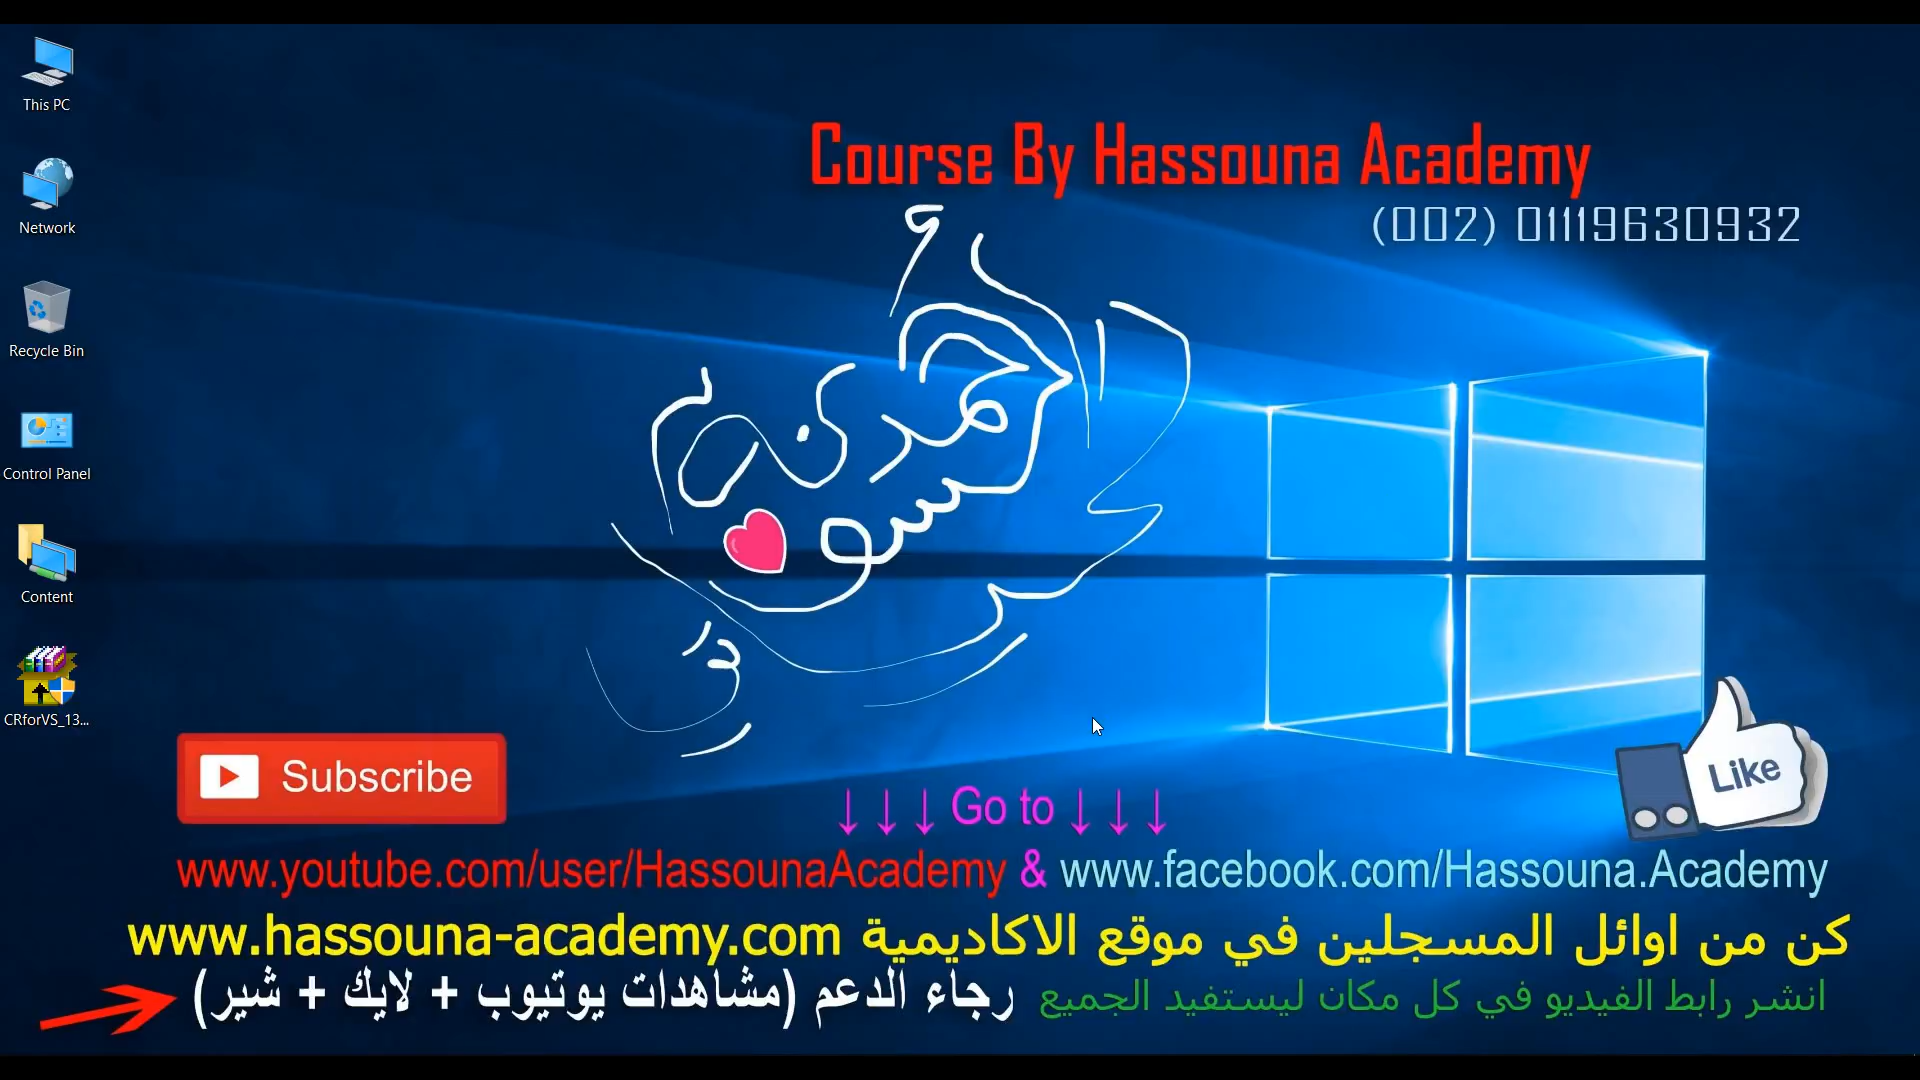 This PC
Network
Recycle Bin
Control Panel
Content
CRforVS_13...
Course By Hassouna Academy
(002) 01119630932
Subscribe
Like
↓↓↓ Go to ↓↓↓
www.youtube.com/user/HassounaAcademy & www.facebook.com/Hassouna.Academy
كن من اوائل المسجلين في موقع الاكاديمية www.hassouna-academy.com
انشر رابط الفيديو في كل مكان ليستفيد الجميع رجاء الدعم (مشاهدات يوتيوب + لايك + شير)